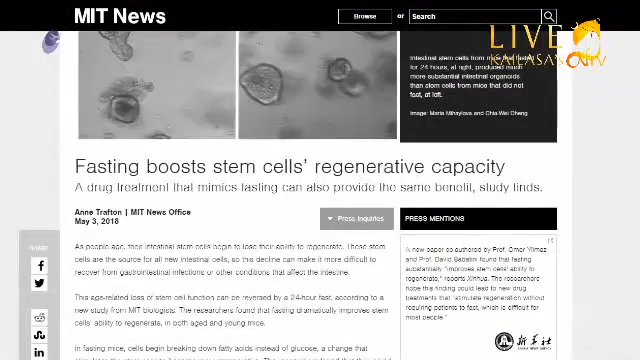 MIT News
Browse
or
Search
LIVE
KAILASA'S
TV
Intestinal stem cells from mice that fasted
for 24 hours, at right, produced much
more substantial intestinal organoids
than stem cells from mice that did not
fast, at left.
Image: Maria Mihaylova and Chia-Wei Cheng
Fasting boosts stem cells' regenerative capacity
A drug treatment that mimics fasting can also provide the same benefit, study finds.
Anne Trafton | MIT News Office
May 3, 2018
Press Inquiries
PRESS MENTIONS
SHARE
As people age, their intestinal stem cells begin to lose their ability to regenerate. These stem
cells are the source for all new intestinal cells, so this decline can make it more difficult to
recover from gastrointestinal infections or other conditions that affect the intestine.
This age-related loss of stem cell function can be reversed by a 24-hour fast, according to a
new study from MIT biologists. The researchers found that fasting dramatically improves stem
cells' ability to regenerate, in both aged and young mice.
In fasting mice, cells begin breaking down fatty acids instead of glucose, a change that
A new paper co-authored by Prof. Omer Yilmaz
and Prof. David Sabatini found that fasting
substantially "improves stem cells' ability to
regenerate," reports Xinhua. The researchers
hope this finding could lead to new drug
treatments that "stimulate regeneration without
requiring patients to fast, which is difficult for
most people."
新华社